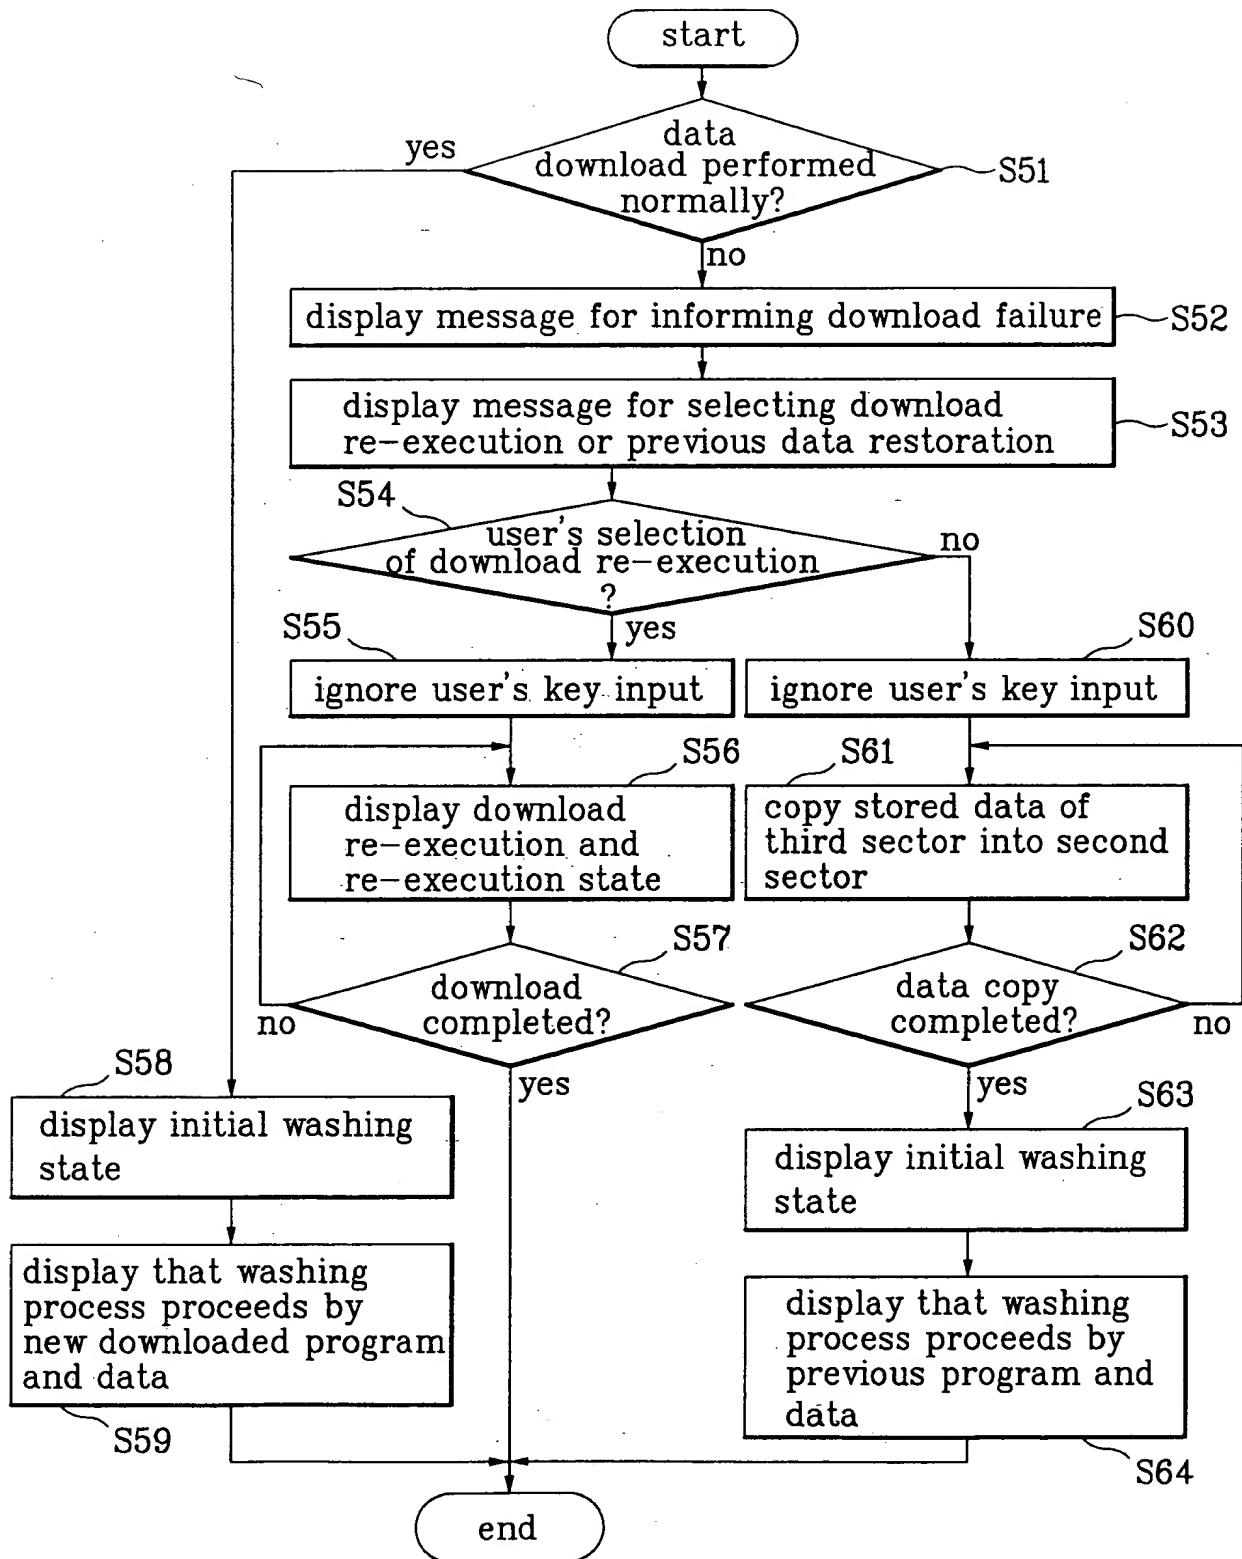 start
data
download performed
normally?
yes
S51
no
display message for informing download failure
S52
display message for selecting download
re-execution or previous data restoration
S53
S54
user's selection
of download re-execution
?
no
yes
S55
ignore user's key input
S60
ignore user's key input
S56
display download
re-execution and
re-execution state
S61
copy stored data of
third sector into second
sector
S57
download
completed?
no
yes
S62
data copy
completed?
no
yes
S58
display initial washing
state
S63
display initial washing
state
display that washing
process proceeds by
new downloaded program
and data
S59
display that washing
process proceeds by
previous program and
data
S64
end